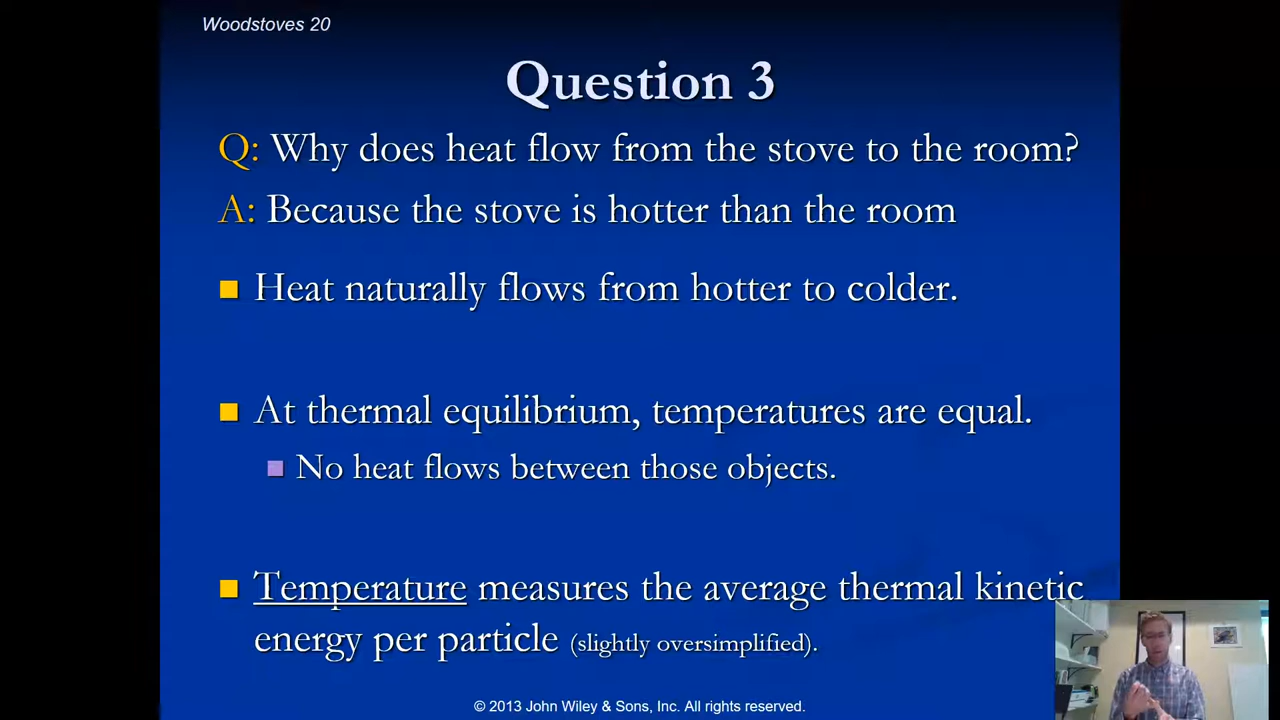 Woodstoves 20
Question 3
Q: Why does heat flow from the stove to the room?
A: Because the stove is hotter than the room
Heat naturally flows from hotter to colder.
At thermal equilibrium, temperatures are equal.
No heat flows between those objects.
Temperature measures the average thermal kinetic
energy per particle (slightly oversimplified).
© 2013 John Wiley & Sons, Inc. All rights reserved.